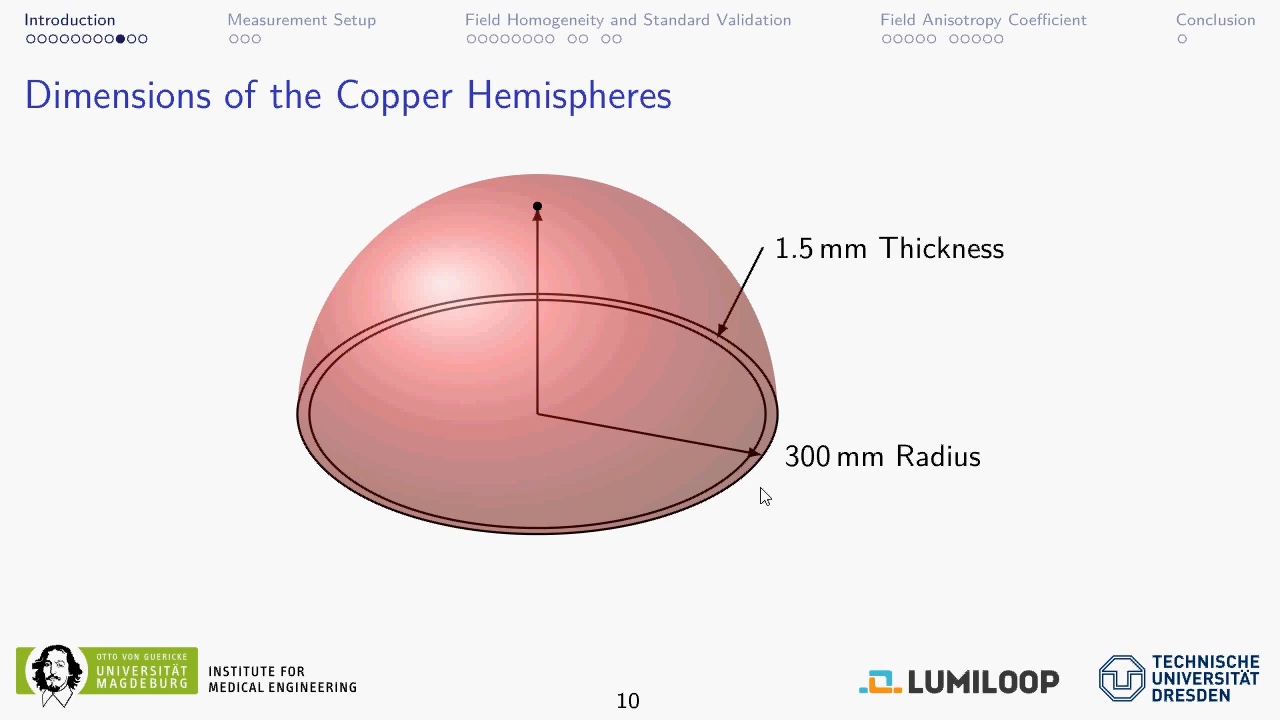 Introduction
Measurement Setup
Field Homogeneity and Standard Validation
Field Anisotropy Coefficient
Conclusion
Dimensions of the Copper Hemispheres
1.5 mm Thickness
300 mm Radius
OTTO VON GUERICKE
UNIVERSITÄT
MAGDEBURG
INSTITUTE FOR
MEDICAL ENGINEERING
10
LUMILOOP
TECHNISCHE
UNIVERSITÄT
DRESDEN